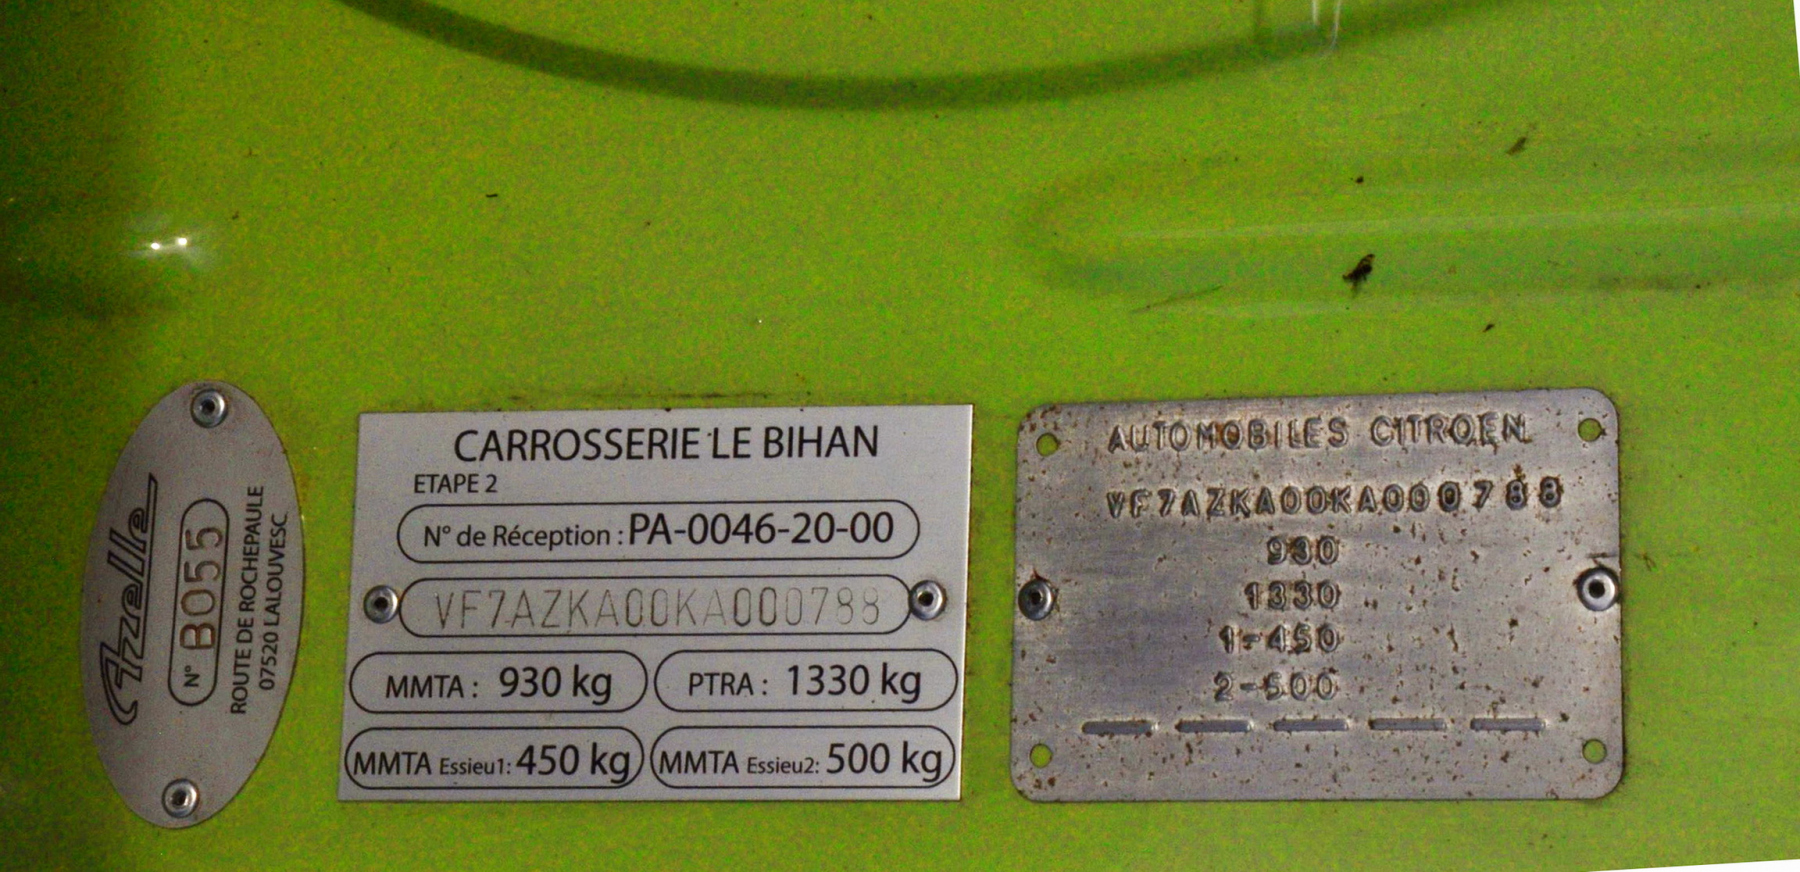 Azelle
N° B055
ROUTE DE ROCHEPAULE
07520 LALOUVESC
CARROSSERIE LE BIHAN
ETAPE 2
N° de Réception : PA-0046-20-00
VF7AZKA00KA000788
MMTA : 930 kg
PTRA : 1330 kg
MMTA Essieu1: 450 kg
MMTA Essieu2: 500 kg
AUTOMOBILES CITROËN
VF7AZKA00KA000788
930
1330
1-450
2-500